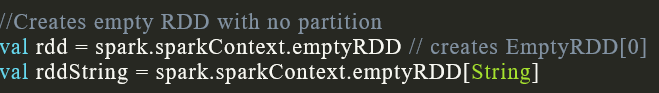 //Creates empty RDD with no partition
val rdd = spark.sparkContext.emptyRDD // creates EmptyRDD[0]
val rddString = spark.sparkContext.emptyRDD[String]